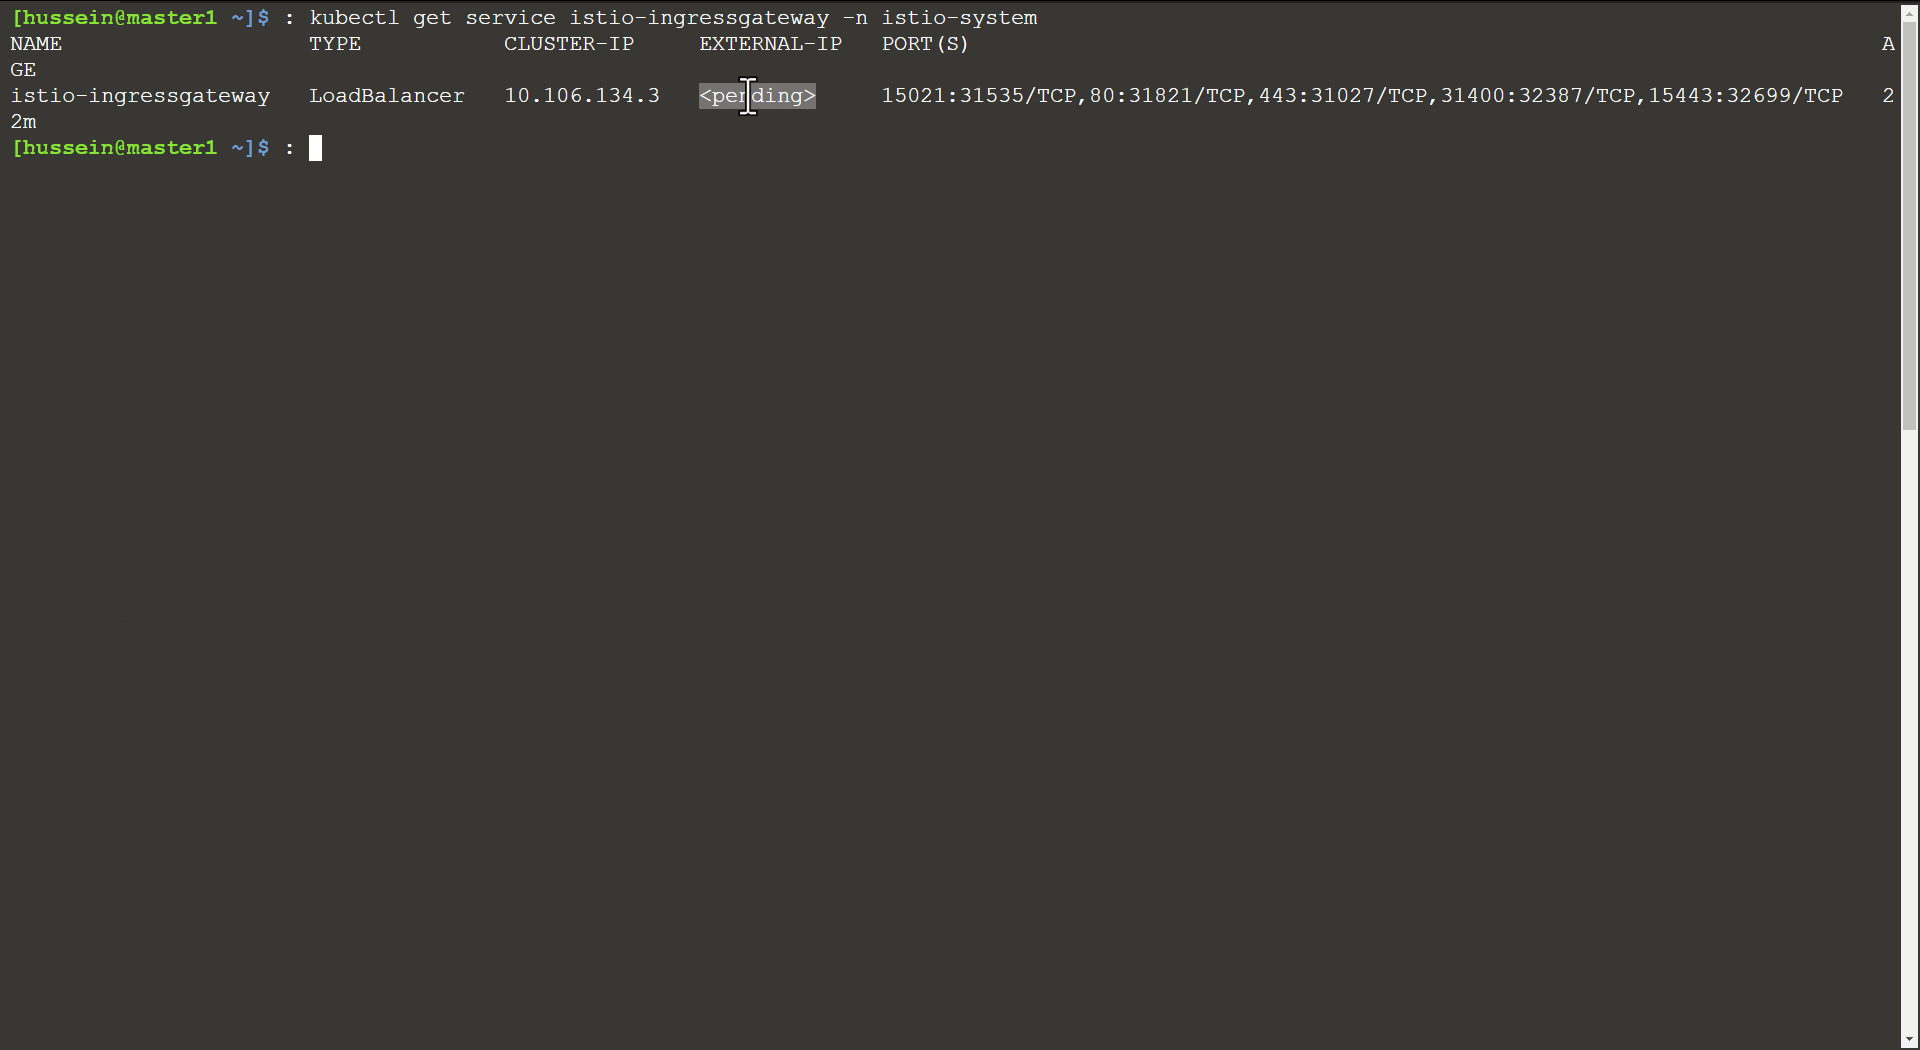 [hussein@master1 ~]$ : kubectl get service istio-ingressgateway -n istio-system
NAME                   TYPE           CLUSTER-IP     EXTERNAL-IP   PORT(S)                                                                      A
GE
istio-ingressgateway   LoadBalancer   10.106.134.3   <pending>     15021:31535/TCP,80:31821/TCP,443:31027/TCP,31400:32387/TCP,15443:32699/TCP   2
2m
[hussein@master1 ~]$ :